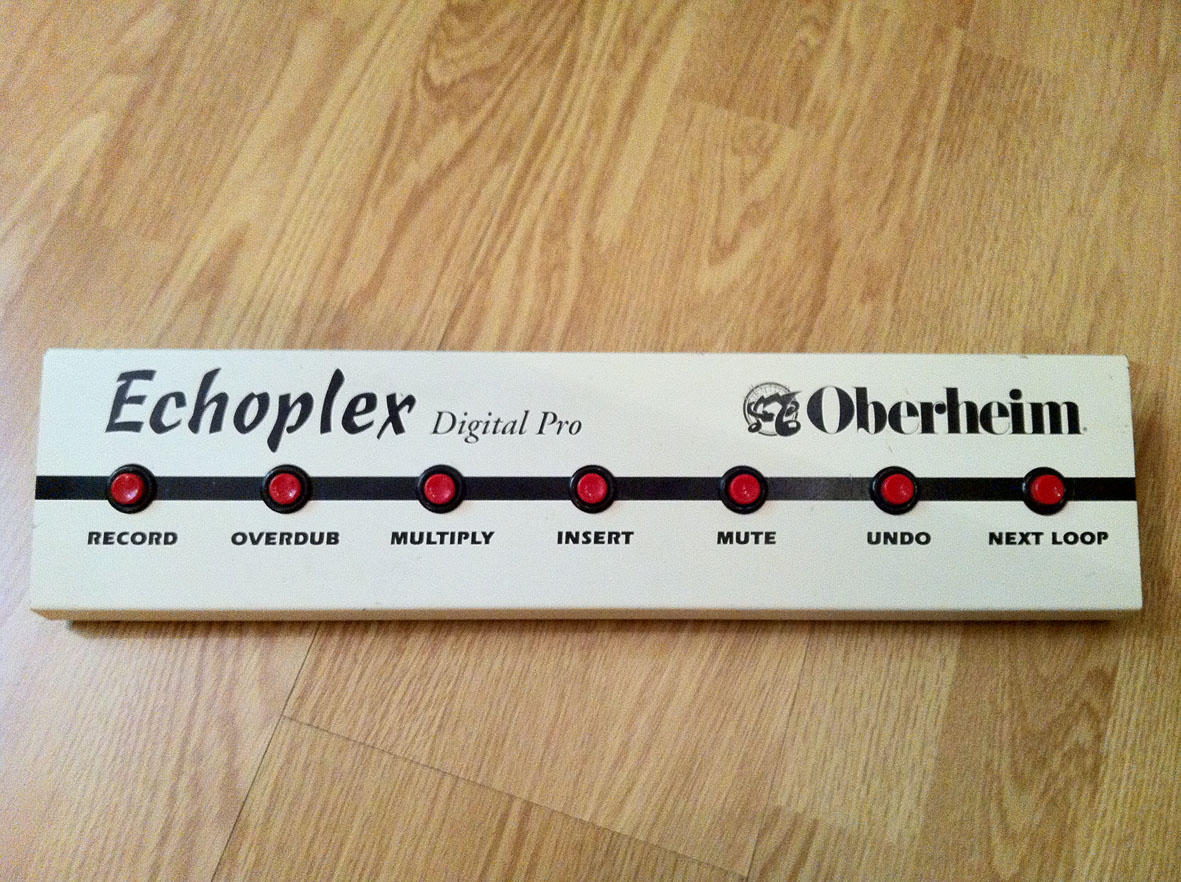 Echoplex Digital Pro
Oberheim
RECORD OVERDUB MULTIPLY INSERT MUTE UNDO NEXT LOOP